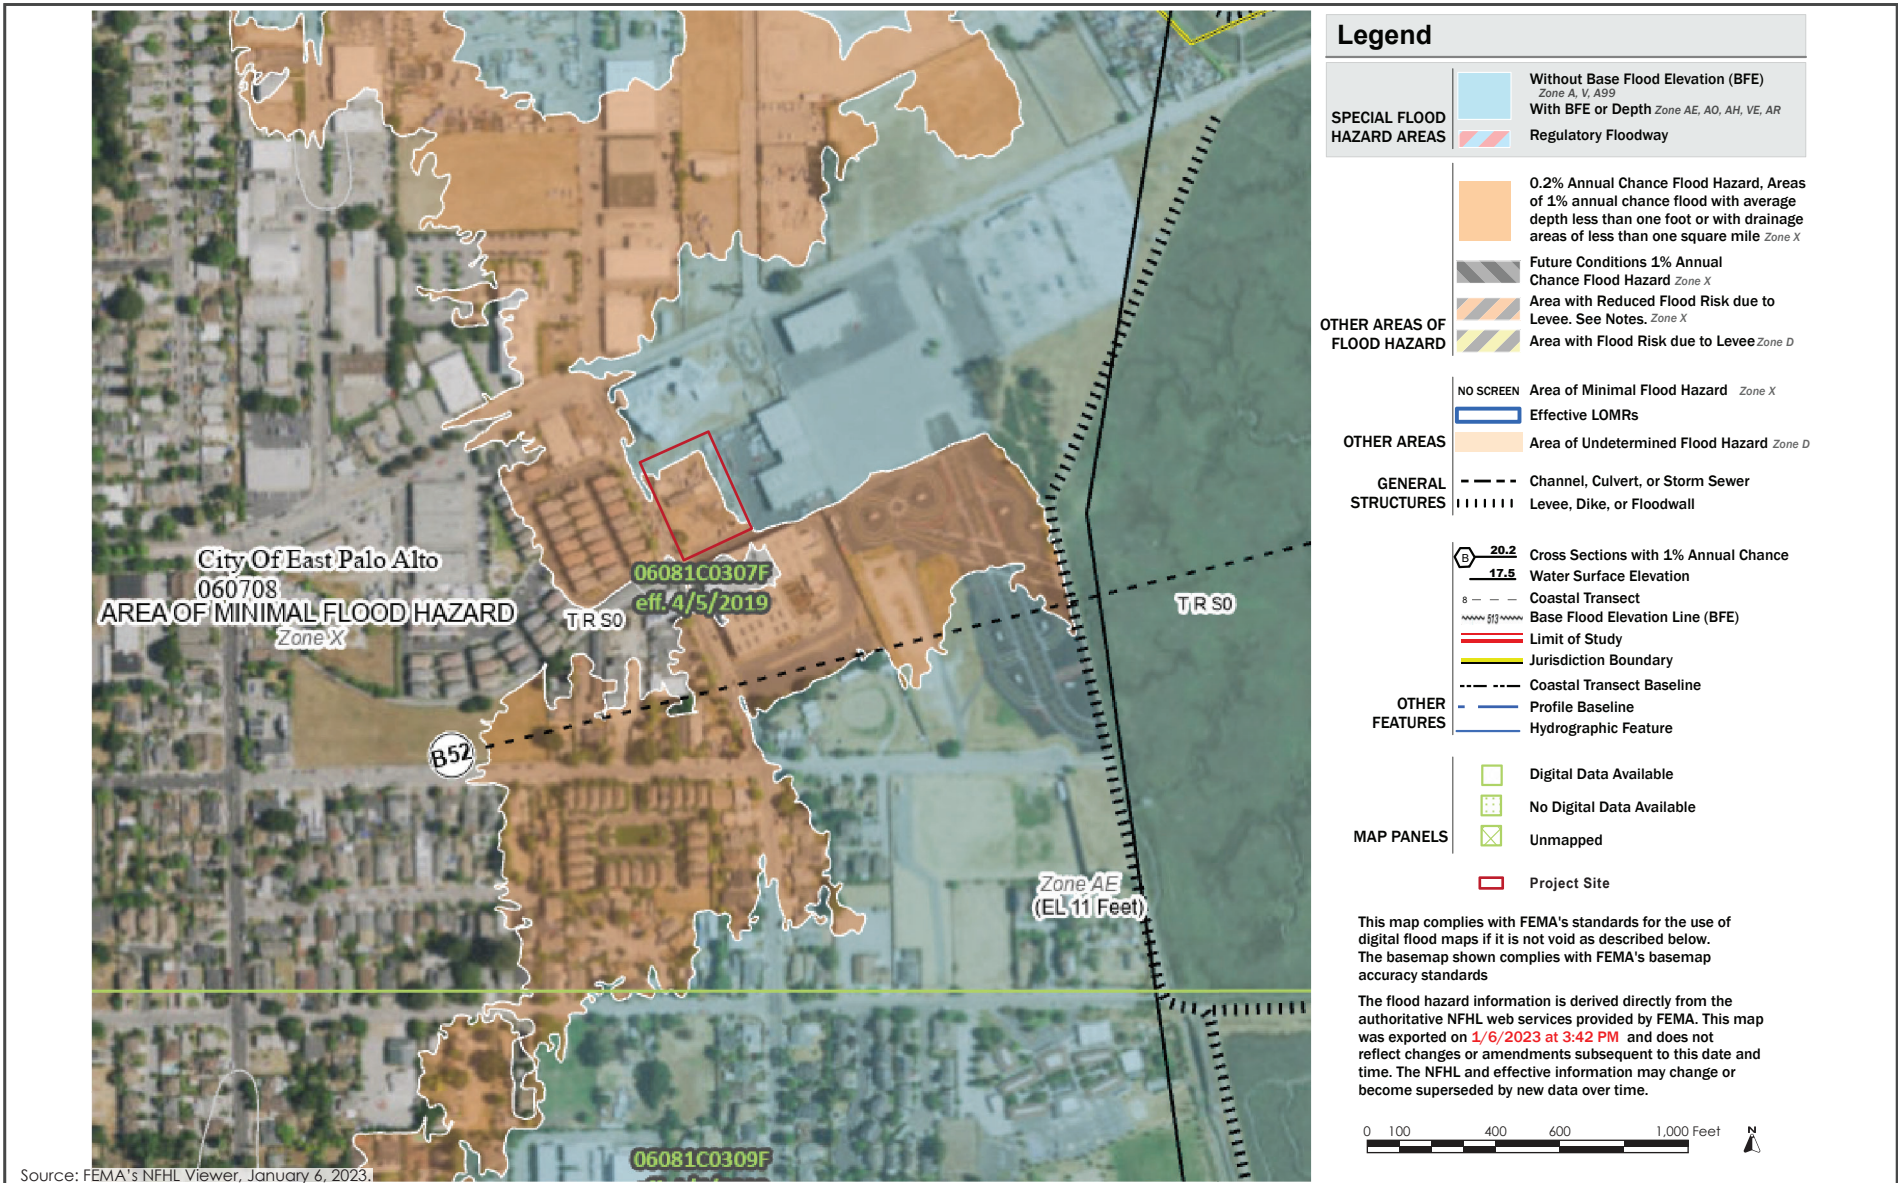 City Of East Palo Alto
060708
AREA OF MINIMAL FLOOD HAZARD
Zone X
T R S0
06081C0307F
eff. 4/5/2019
T R S0
B52
Zone AE
(EL 11 Feet)
06081C0309F
Source: FEMA's NFHL Viewer, January 6, 2023.
Legend
SPECIAL FLOOD
HAZARD AREAS
Without Base Flood Elevation (BFE)
Zone A, V, A99
With BFE or Depth Zone AE, AO, AH, VE, AR
Regulatory Floodway
OTHER AREAS OF
FLOOD HAZARD
0.2% Annual Chance Flood Hazard, Areas
of 1% annual chance flood with average
depth less than one foot or with drainage
areas of less than one square mile Zone X
Future Conditions 1% Annual
Chance Flood Hazard Zone X
Area with Reduced Flood Risk due to
Levee. See Notes. Zone X
Area with Flood Risk due to Levee Zone D
OTHER AREAS
NO SCREEN Area of Minimal Flood Hazard Zone X
Effective LOMRs
Area of Undetermined Flood Hazard Zone D
GENERAL
STRUCTURES
Channel, Culvert, or Storm Sewer
Levee, Dike, or Floodwall
OTHER
FEATURES
B 20.2 Cross Sections with 1% Annual Chance
17.5 Water Surface Elevation
8 Coastal Transect
513 Base Flood Elevation Line (BFE)
Limit of Study
Jurisdiction Boundary
Coastal Transect Baseline
Profile Baseline
Hydrographic Feature
MAP PANELS
Digital Data Available
No Digital Data Available
Unmapped
Project Site
This map complies with FEMA's standards for the use of
digital flood maps if it is not void as described below.
The basemap shown complies with FEMA's basemap
accuracy standards
The flood hazard information is derived directly from the
authoritative NFHL web services provided by FEMA. This map
was exported on 1/6/2023 at 3:42 PM and does not
reflect changes or amendments subsequent to this date and
time. The NFHL and effective information may change or
become superseded by new data over time.
0 100 400 600 1,000 Feet
N